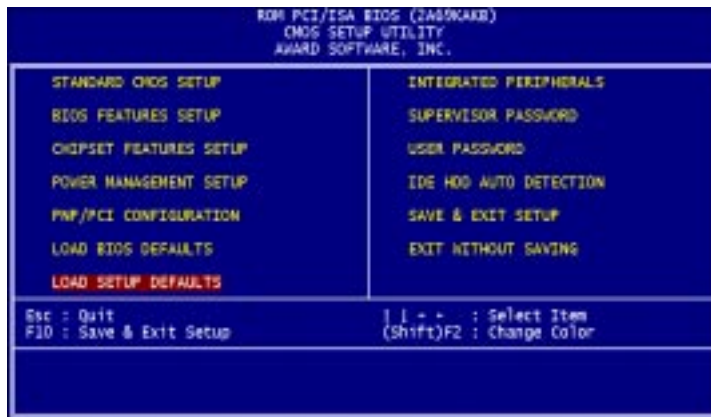 ROM PCI/ISA BIOS (2A69KAKB)
CMOS SETUP UTILITY
AWARD SOFTWARE, INC.
STANDARD CMOS SETUP
BIOS FEATURES SETUP
CHIPSET FEATURES SETUP
POWER MANAGEMENT SETUP
PNP/PCI CONFIGURATION
LOAD BIOS DEFAULTS
LOAD SETUP DEFAULTS
INTEGRATED PERIPHERALS
SUPERVISOR PASSWORD
USER PASSWORD
IDE HDD AUTO DETECTION
SAVE & EXIT SETUP
EXIT WITHOUT SAVING
Esc : Quit
F10 : Save & Exit Setup
: Select Item
(Shift)F2 : Change Color